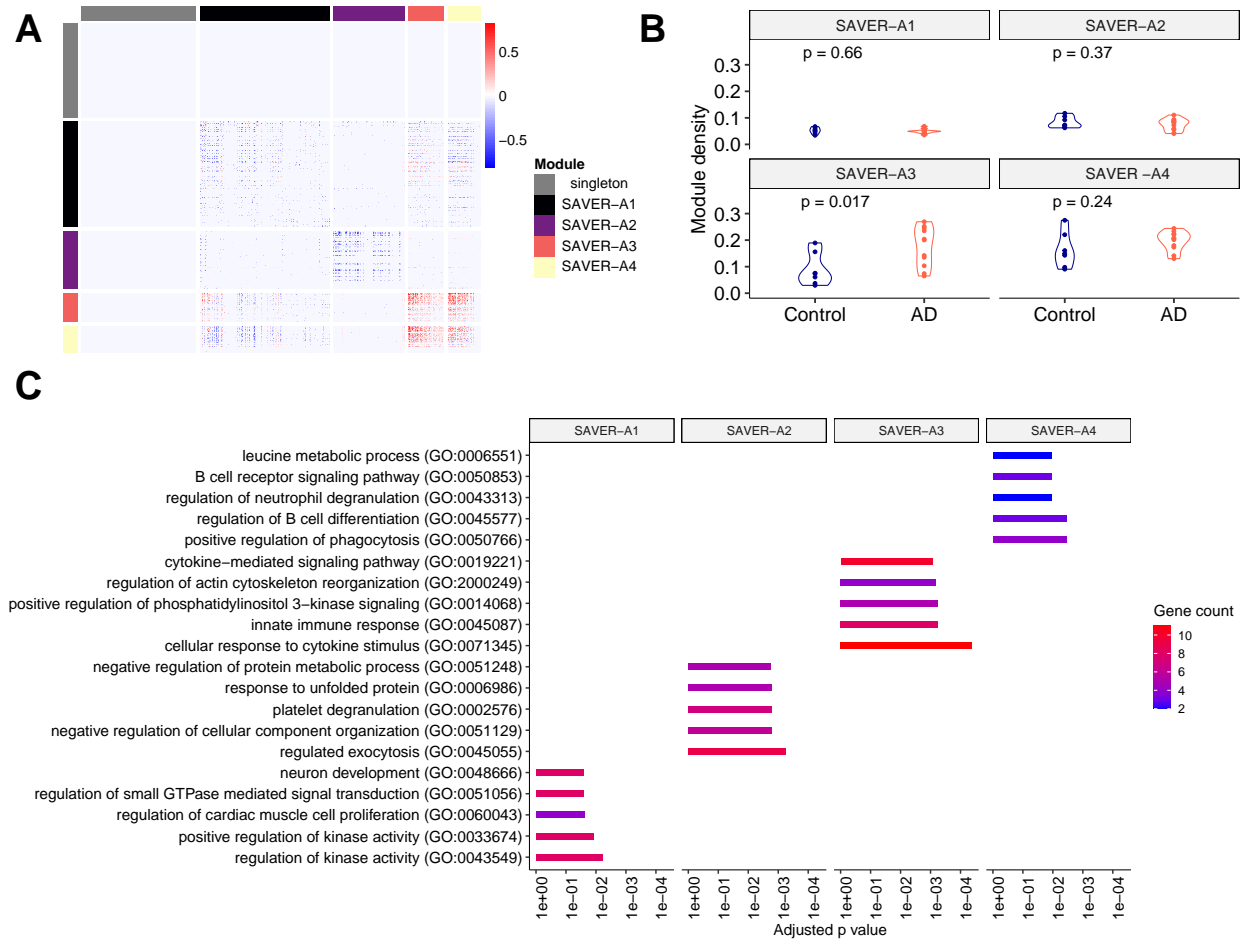 A
0.5
0
−0.5
Module
singleton
SAVER−A1
SAVER−A2
SAVER−A3
SAVER−A4
B
SAVER−A1
SAVER−A2
p = 0.66
p = 0.37
SAVER−A3
SAVER −A4
p = 0.017
p = 0.24
Module density
0.3
0.2
0.1
0.0
0.3
0.2
0.1
0.0
Control
AD
Control
AD
C
SAVER−A1
SAVER−A2
SAVER−A3
SAVER−A4
leucine metabolic process (GO:0006551)
B cell receptor signaling pathway (GO:0050853)
regulation of neutrophil degranulation (GO:0043313)
regulation of B cell differentiation (GO:0045577)
positive regulation of phagocytosis (GO:0050766)
cytokine−mediated signaling pathway (GO:0019221)
regulation of actin cytoskeleton reorganization (GO:2000249)
positive regulation of phosphatidylinositol 3−kinase signaling (GO:0014068)
innate immune response (GO:0045087)
cellular response to cytokine stimulus (GO:0071345)
negative regulation of protein metabolic process (GO:0051248)
response to unfolded protein (GO:0006986)
platelet degranulation (GO:0002576)
negative regulation of cellular component organization (GO:0051129)
regulated exocytosis (GO:0045055)
neuron development (GO:0048666)
regulation of small GTPase mediated signal transduction (GO:0051056)
regulation of cardiac muscle cell proliferation (GO:0060043)
positive regulation of kinase activity (GO:0033674)
regulation of kinase activity (GO:0043549)
1e+00
1e−01
1e−02
1e−03
1e−04
1e+00
1e−01
1e−02
1e−03
1e−04
1e+00
1e−01
1e−02
1e−03
1e−04
1e+00
1e−01
1e−02
1e−03
1e−04
Adjusted p value
Gene count
10
8
6
4
2